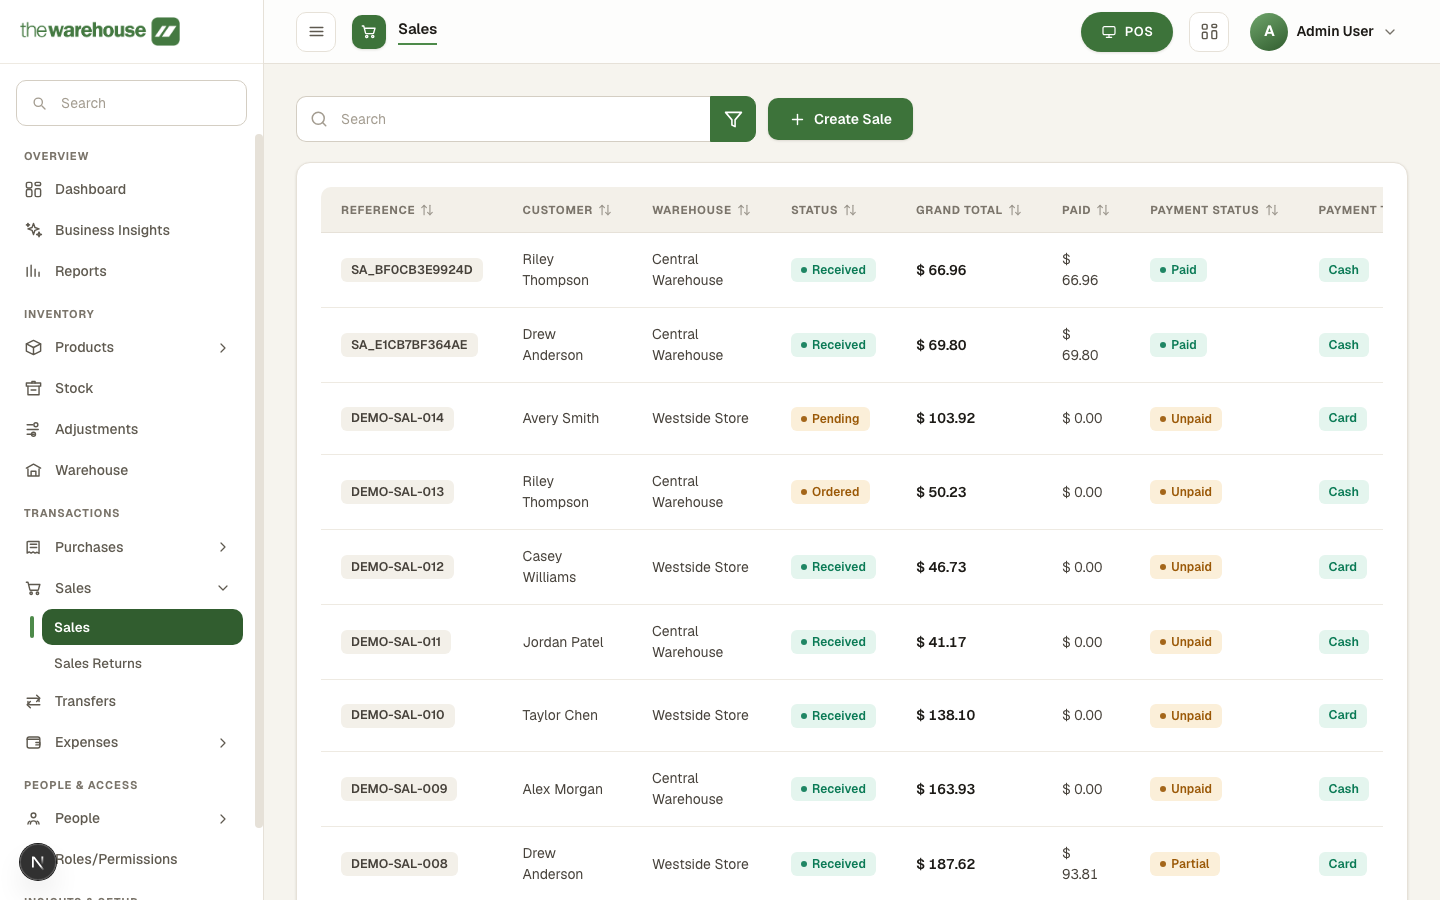 thewarehouse
Sales
POS
A
Admin User
Search
OVERVIEW
Dashboard
Business Insights
Reports
INVENTORY
Products
Stock
Adjustments
Warehouse
TRANSACTIONS
Purchases
Sales
Sales
Sales Returns
Transfers
Expenses
PEOPLE & ACCESS
People
N
Roles/Permissions
Search
Create Sale
REFERENCE CUSTOMER WAREHOUSE STATUS GRAND TOTAL PAID PAYMENT STATUS PAYMENT
SA_BF0CB3E9924D Riley Thompson Central Warehouse Received $ 66.96 $ 66.96 Paid Cash
SA_E1CB7BF364AE Drew Anderson Central Warehouse Received $ 69.80 $ 69.80 Paid Cash
DEMO-SAL-014 Avery Smith Westside Store Pending $ 103.92 $ 0.00 Unpaid Card
DEMO-SAL-013 Riley Thompson Central Warehouse Ordered $ 50.23 $ 0.00 Unpaid Cash
DEMO-SAL-012 Casey Williams Westside Store Received $ 46.73 $ 0.00 Unpaid Card
DEMO-SAL-011 Jordan Patel Central Warehouse Received $ 41.17 $ 0.00 Unpaid Cash
DEMO-SAL-010 Taylor Chen Westside Store Received $ 138.10 $ 0.00 Unpaid Card
DEMO-SAL-009 Alex Morgan Central Warehouse Received $ 163.93 $ 0.00 Unpaid Cash
DEMO-SAL-008 Drew Anderson Westside Store Received $ 187.62 $ 93.81 Partial Card